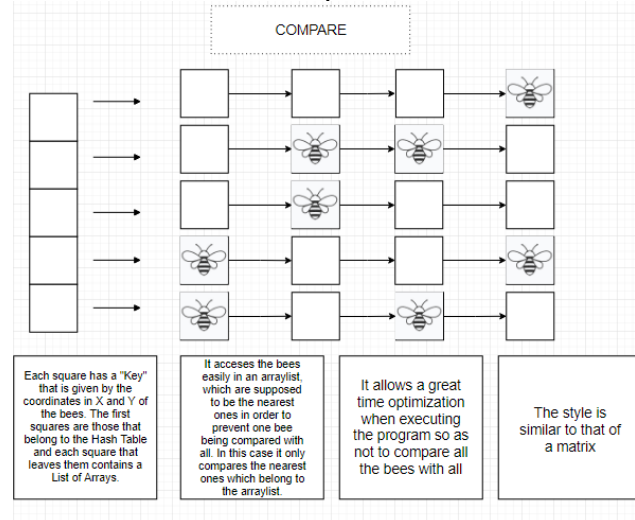 COMPARE
Each square has a "Key"
that is given by the
coordinates in X and Y of
the bees. The first
squares are those that
belong to the Hash Table
and each square that
leaves them contains a
List of Arrays.
It acceses the bees
easily in an arraylist,
which are supposed
to be the nearest
ones in order to
prevent one bee
being compared with
all. In this case it only
compares the nearest
ones which belong to
the arraylist.
It allows a great
time optimization
when executing
the program so as
not to compare all
the bees with all
The style is
similar to that of
a matrix